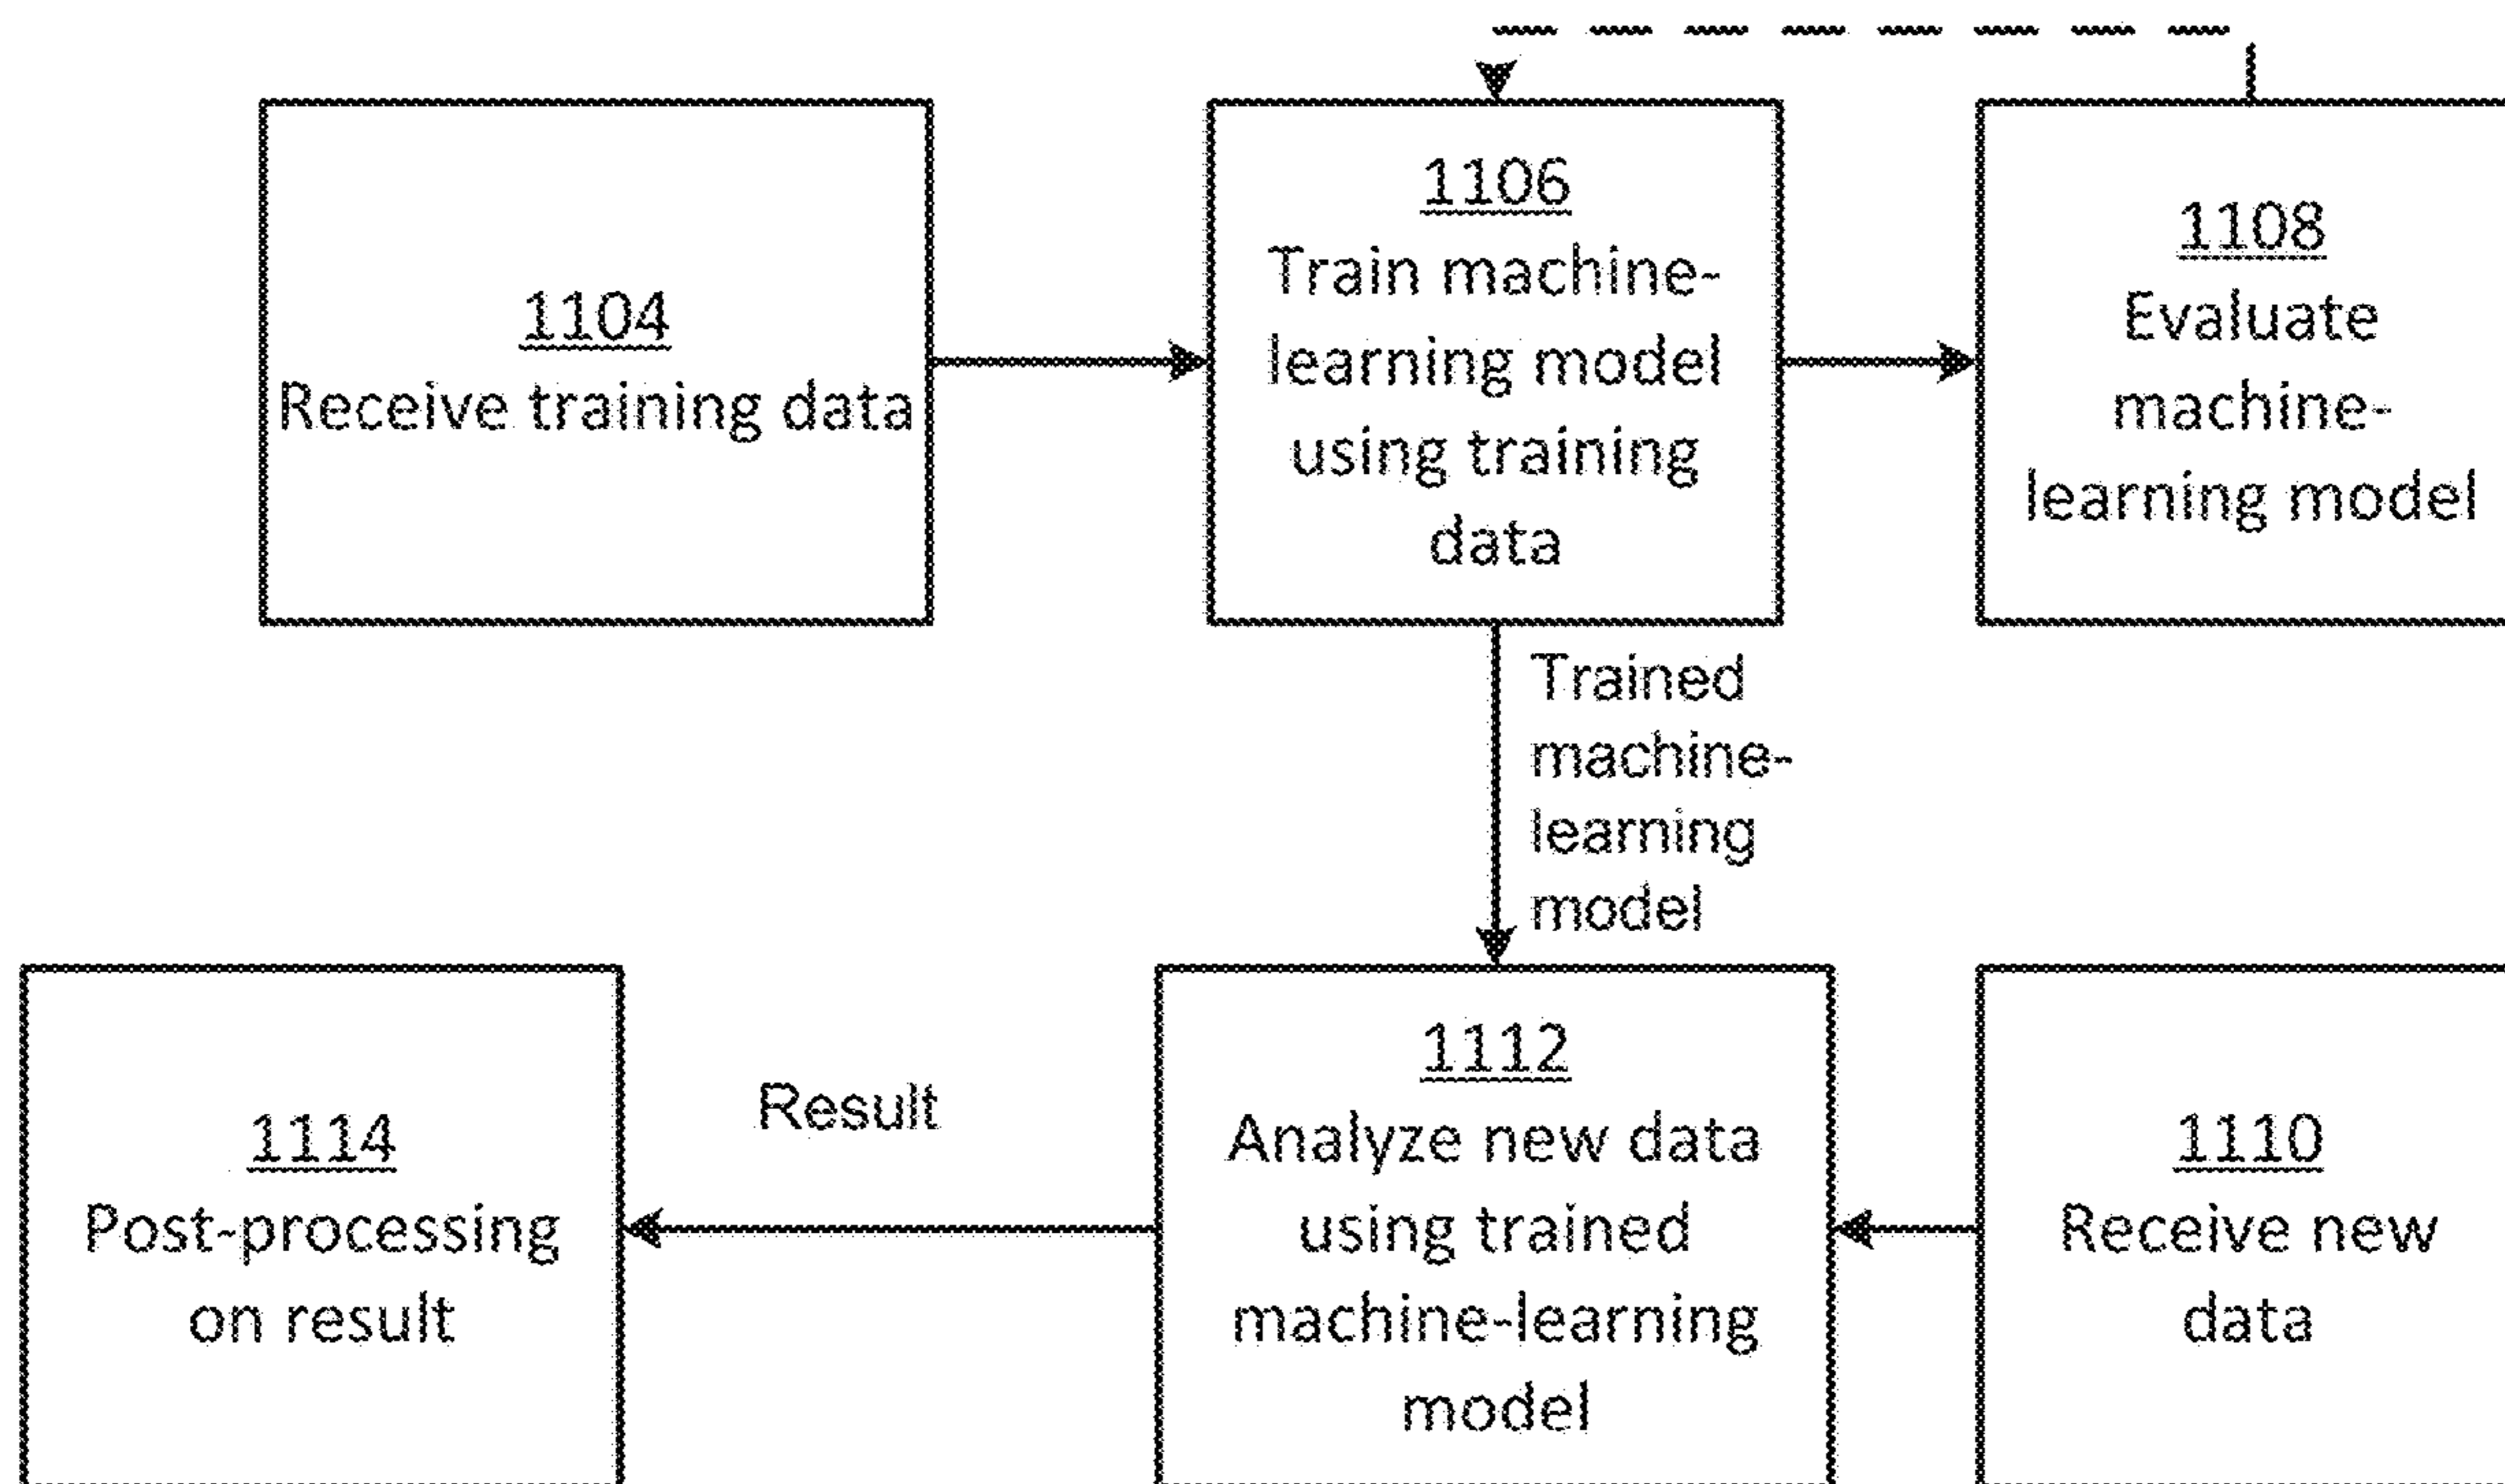 1104
Receive training data
1106
Train machine-
learning model
using training
data
1108
Evaluate
machine-
learning model
Trained
machine-
learning
model
1114
Post-processing
on result
Result
1112
Analyze new data
using trained
machine-learning
model
1110
Receive new
data